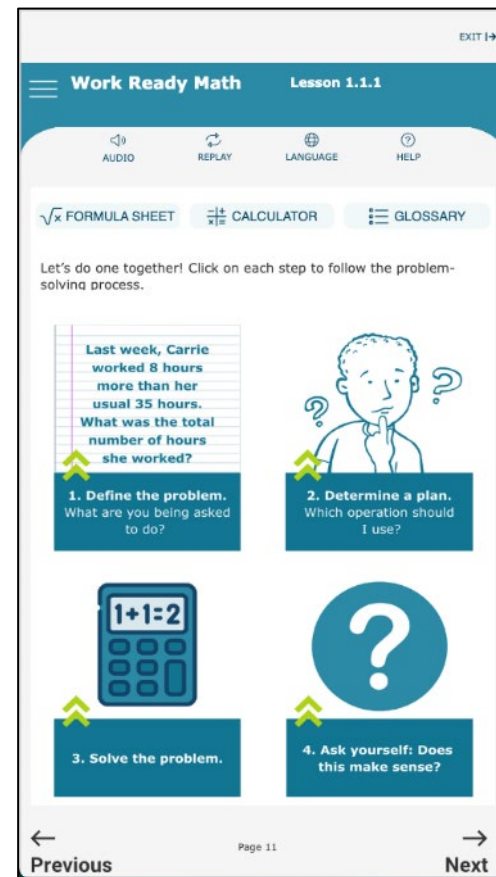 EXIT
Work Ready Math Lesson 1.1.1
AUDIO REPLAY LANGUAGE HELP
√x FORMULA SHEET CALCULATOR GLOSSARY
Let's do one together! Click on each step to follow the problem-
solving process.
Last week, Carrie
worked 8 hours
more than her
usual 35 hours.
What was the total
number of hours
she worked?
1. Define the problem.
What are you being asked
to do?
2. Determine a plan.
Which operation should
I use?
1+1=2
3. Solve the problem.
4. Ask yourself: Does
this make sense?
Previous Page 11 Next